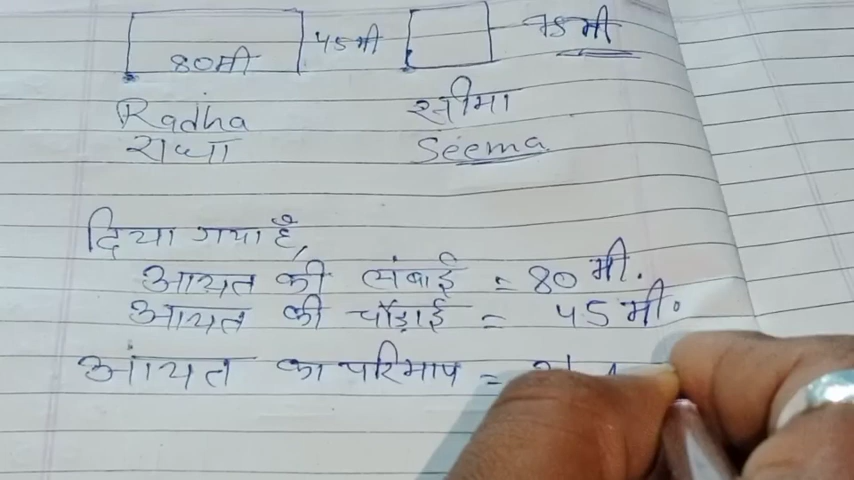 80मी 45मी 75मी
Radha सीमा
राधा Seema
दिया गया है,
आयत की लंबाई = 80 मी.
आयत की चौड़ाई = 45 मी.
आयत का परिमाप =